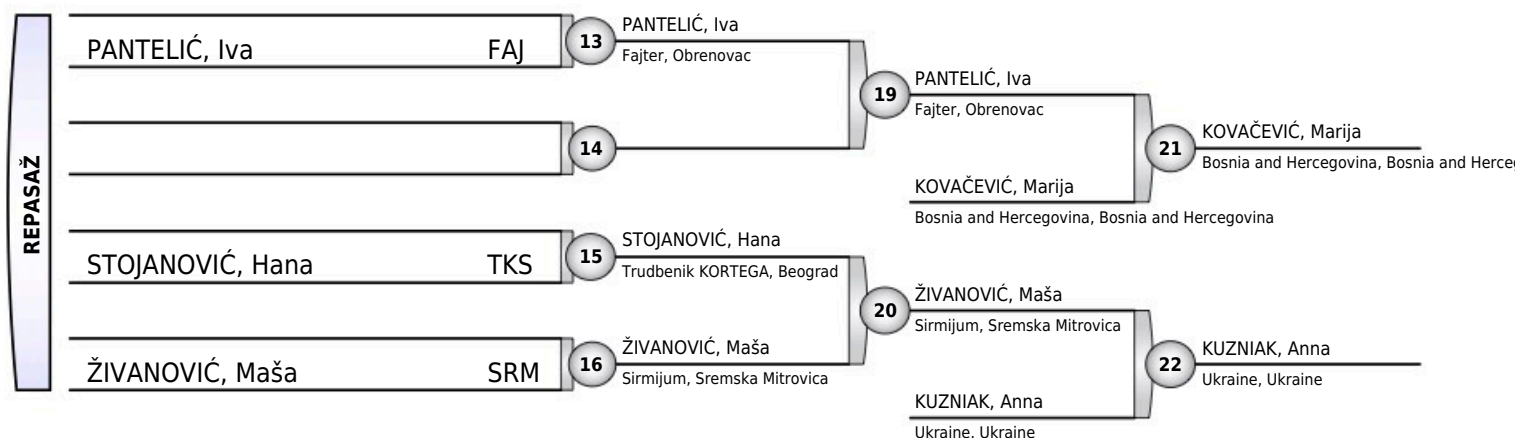 REPASAŽ
PANTELIĆ, Iva FAJ
13
PANTELIĆ, Iva
Fajter, Obrenovac
14
19
PANTELIĆ, Iva
Fajter, Obrenovac
KOVAČEVIĆ, Marija
Bosnia and Hercegovina, Bosnia and Hercegovina
21
KOVAČEVIĆ, Marija
Bosnia and Hercegovina, Bosnia and Herceg
STOJANOVIĆ, Hana TKS
15
STOJANOVIĆ, Hana
Trudbenik KORTEGA, Beograd
ŽIVANOVIĆ, Maša SRM
16
ŽIVANOVIĆ, Maša
Sirmijum, Sremska Mitrovica
20
ŽIVANOVIĆ, Maša
Sirmijum, Sremska Mitrovica
KUZNIAK, Anna
Ukraine, Ukraine
22
KUZNIAK, Anna
Ukraine, Ukraine